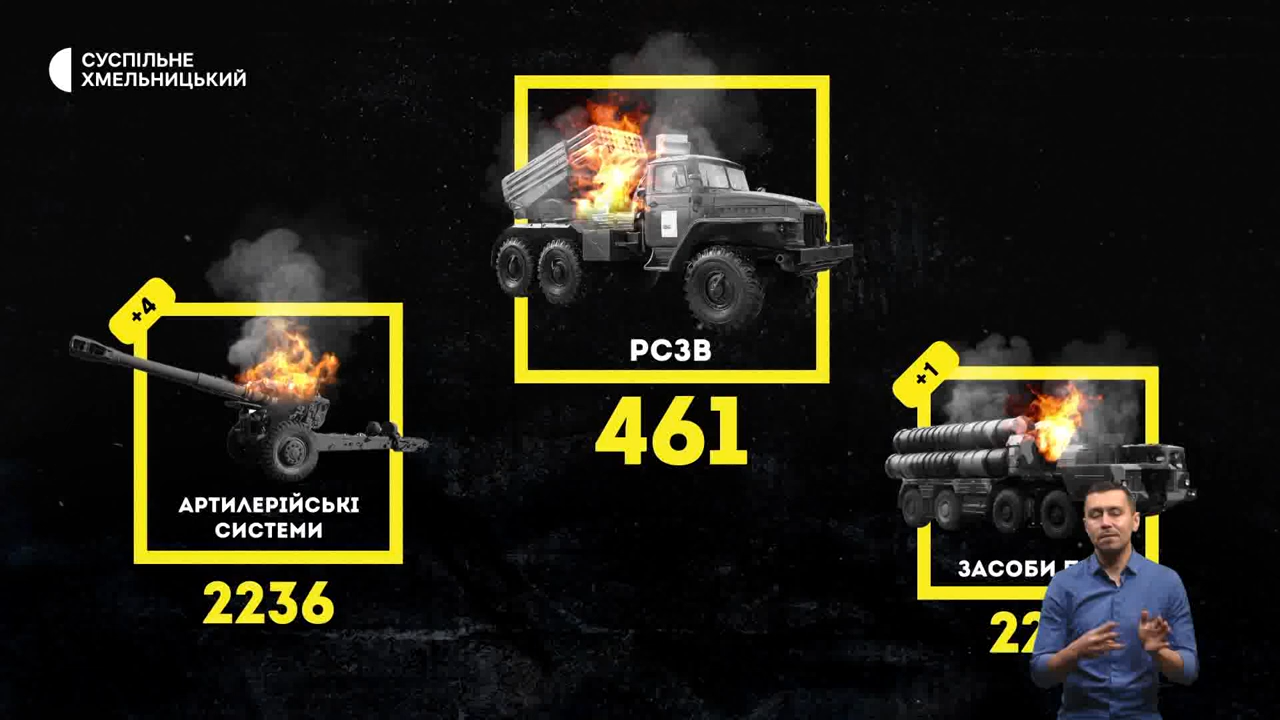 СУСПІЛЬНЕ
ХМЕЛЬНИЦЬКИЙ
+4
АРТИЛЕРІЙСЬКІ
СИСТЕМИ
2236
РСЗВ
461
+1
ЗАСОБИ